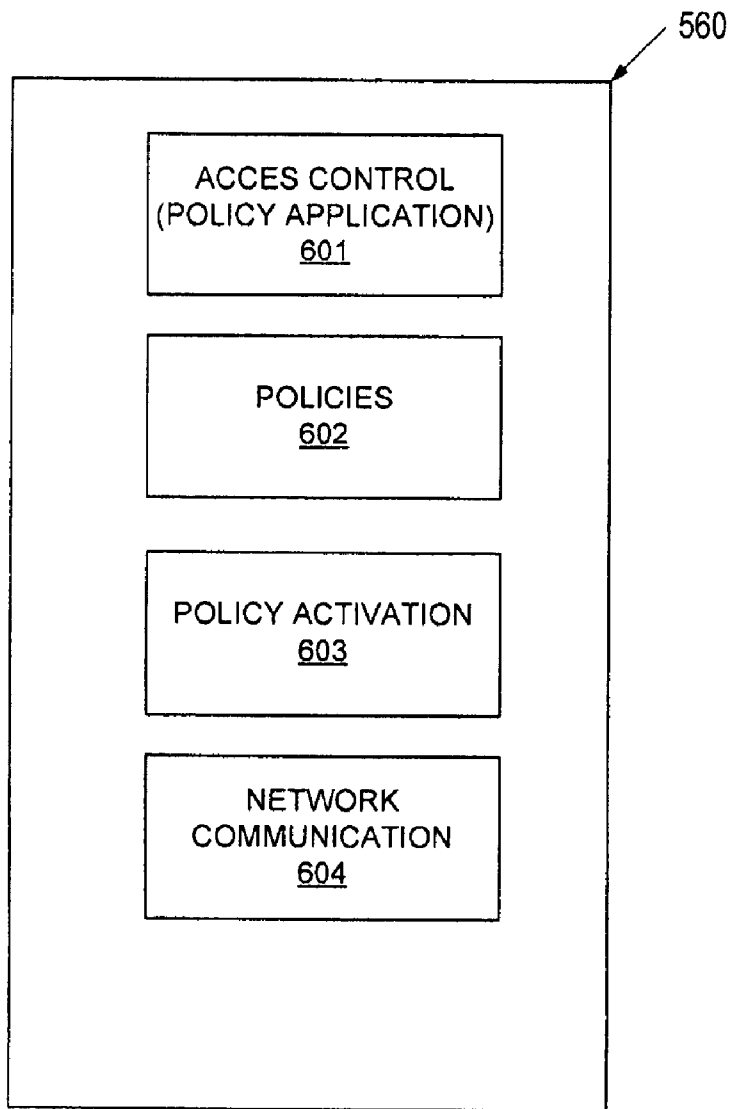 560
ACCES CONTROL
(POLICY APPLICATION)
601
POLICIES
602
POLICY ACTIVATION
603
NETWORK
COMMUNICATION
604